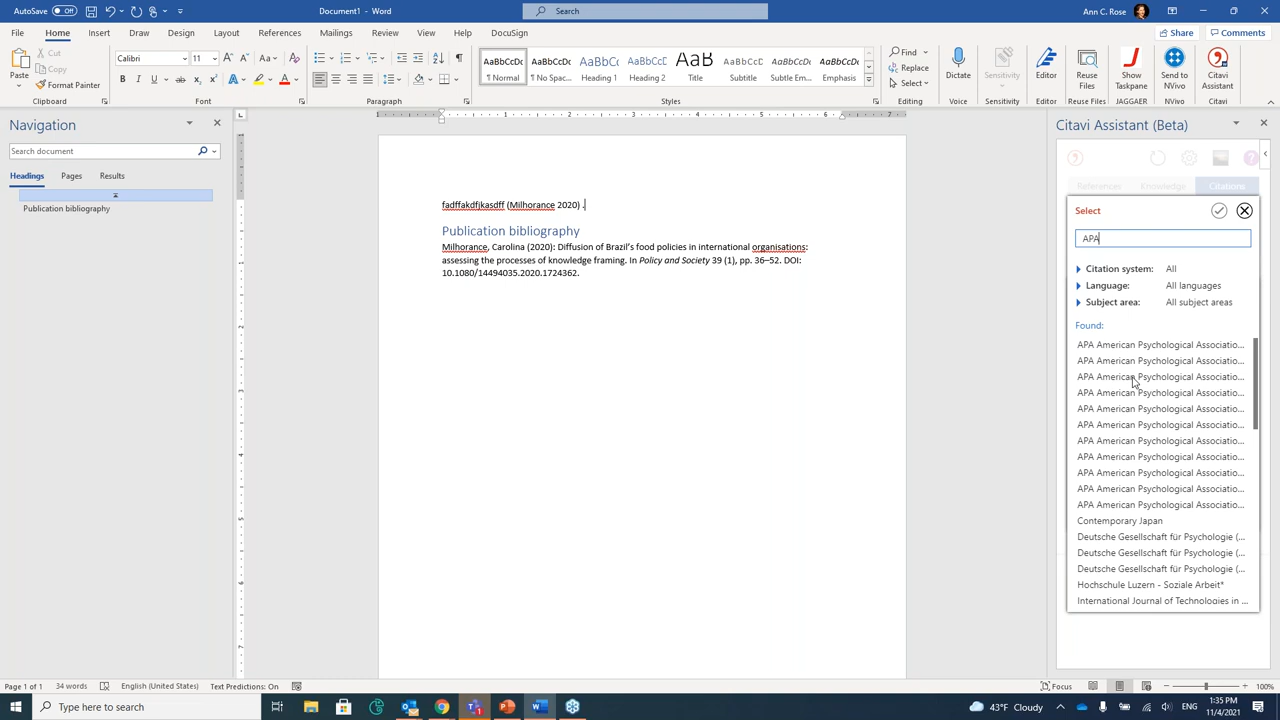 AutoSave Off
Document1 - Word
Search
C. Rose
File Home Insert Draw Design Layout References Mailings Review View Help DocuSign
Share Comments
Paste
Cut
Copy
Format Painter
Clipboard
Calibri 11
Font
Paragraph
AaBbCcDc AaBbCcDc AaBbC( AaBbCcC AaB AaBbCcD AaBbCcDc AaBbCcDc
¶ Normal ¶ No Spac... Heading 1 Heading 2 Title Subtitle Subtle Em... Emphasis
Styles
Find
Replace
Select
Editing
Dictate
Voice
Sensitivity
Sensitivity
Editor
Editor
Reuse Files
Reuse Files
Show Taskpane
JAGGAER
Send to NVivo
NVivo
Citavi Assistant
Citavi
Navigation
Search document
Headings Pages Results
Publication bibliography
fadffakdfjkasdff (Milhorance 2020) .
Publication bibliography
Milhorance, Carolina (2020): Diffusion of Brazil's food policies in international organisations:
assessing the processes of knowledge framing. In Policy and Society 39 (1), pp. 36–52. DOI:
10.1080/14494035.2020.1724362.
Citavi Assistant (Beta)
References Knowledge Citations
Select
APA
Citation system: All
Language: All languages
Subject area: All subject areas
Found:
APA American Psychological Associatio...
APA American Psychological Associatio...
APA American Psychological Associatio...
APA American Psychological Associatio...
APA American Psychological Associatio...
APA American Psychological Associatio...
APA American Psychological Associatio...
APA American Psychological Associatio...
APA American Psychological Associatio...
APA American Psychological Associatio...
APA American Psychological Associatio...
Contemporary Japan
Deutsche Gesellschaft für Psychologie (...
Deutsche Gesellschaft für Psychologie (...
Deutsche Gesellschaft für Psychologie (...
Hochschule Luzern - Soziale Arbeit*
International Journal of Technologies in ...
Page 1 of 1 34 words English (United States) Text Predictions: On
Focus 100%
Type here to search
43°F Cloudy
1:35 PM
11/4/2021